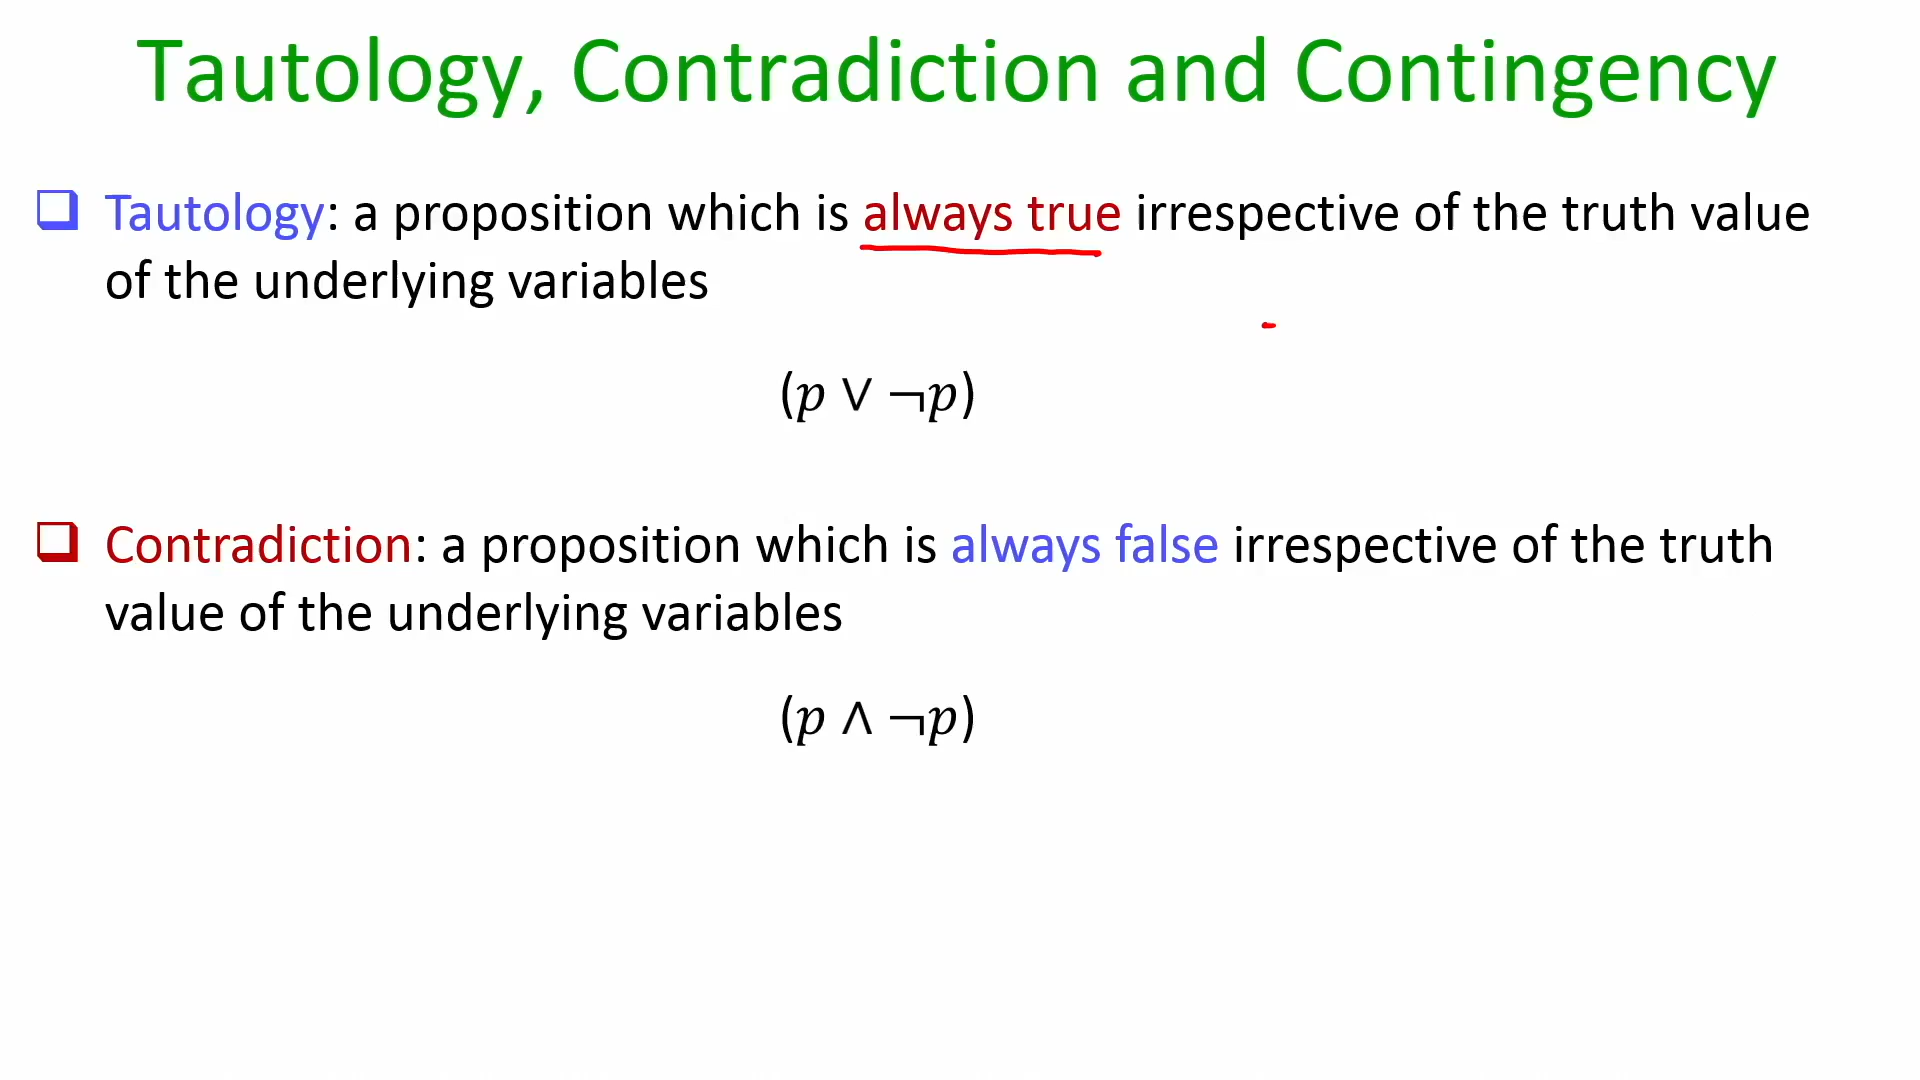 Tautology, Contradiction and Contingency
Tautology: a proposition which is always true irrespective of the truth value
of the underlying variables
(p ∨ ¬p)
Contradiction: a proposition which is always false irrespective of the truth
value of the underlying variables
(p ∧ ¬p)